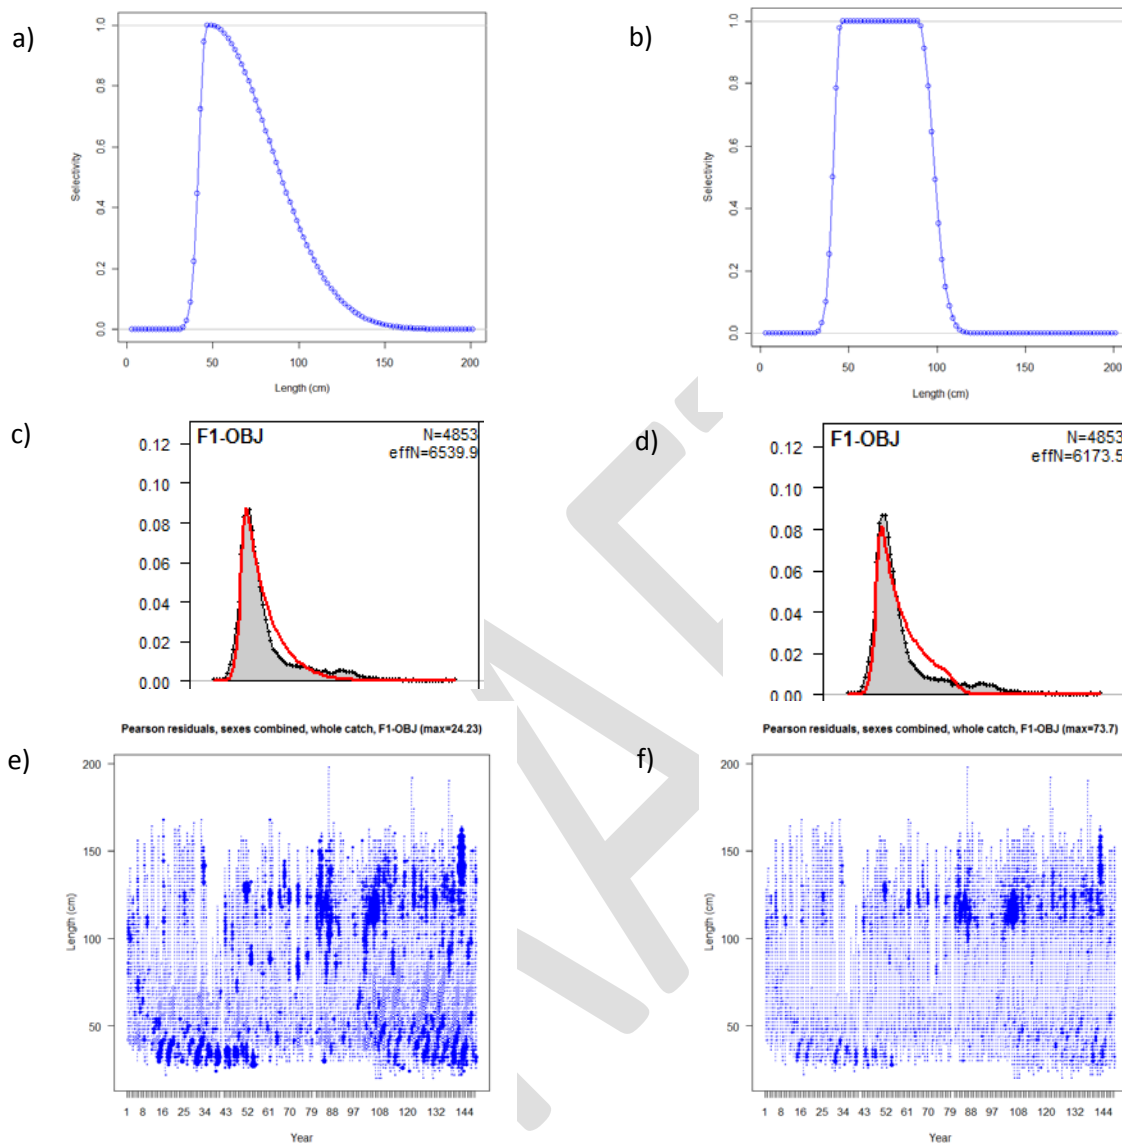 a)
1.0
0.8
0.6
0.4
0.2
0.0
Selectivity
0 50 100 150 200
Length (cm)
b)
1.0
0.8
0.6
0.4
0.2
0.0
Selectivity
0 50 100 150 200
Length (cm)
c)
F1-OBJ
N=4853
effN=6539.9
0.12
0.10
0.08
0.06
0.04
0.02
0.00
d)
F1-OBJ
N=4853
effN=6173.5
0.12
0.10
0.08
0.06
0.04
0.02
0.00
Pearson residuals, sexes combined, whole catch, F1-OBJ (max=24.23)
e)
200
150
100
50
Length (cm)
1 8 16 25 34 43 52 61 70 79 88 97 108 120 132 144
Year
Pearson residuals, sexes combined, whole catch, F1-OBJ (max=73.7)
f)
200
150
100
50
Length (cm)
1 8 16 25 34 43 52 61 70 79 88 97 108 120 132 144
Year